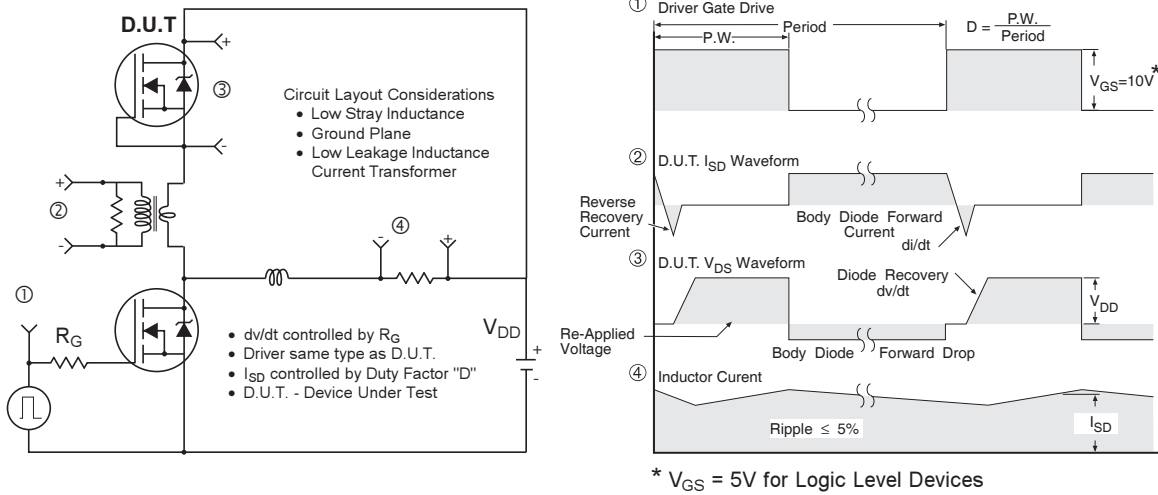 D.U.T
+
③
-
Circuit Layout Considerations
• Low Stray Inductance
• Ground Plane
• Low Leakage Inductance
Current Transformer
+
②
-
④
- +
①
R_G
V_DD
+
-
• dv/dt controlled by R_G
• Driver same type as D.U.T.
• I_SD controlled by Duty Factor "D"
• D.U.T. - Device Under Test
① Driver Gate Drive
P.W.
Period
D = P.W. / Period
V_GS=10V*
② D.U.T. I_SD Waveform
Reverse
Recovery
Current
Body Diode Forward
Current
di/dt
③ D.U.T. V_DS Waveform
Diode Recovery
dv/dt
V_DD
Re-Applied
Voltage
Body Diode Forward Drop
④ Inductor Curent
Ripple ≤ 5%
I_SD
* V_GS = 5V for Logic Level Devices